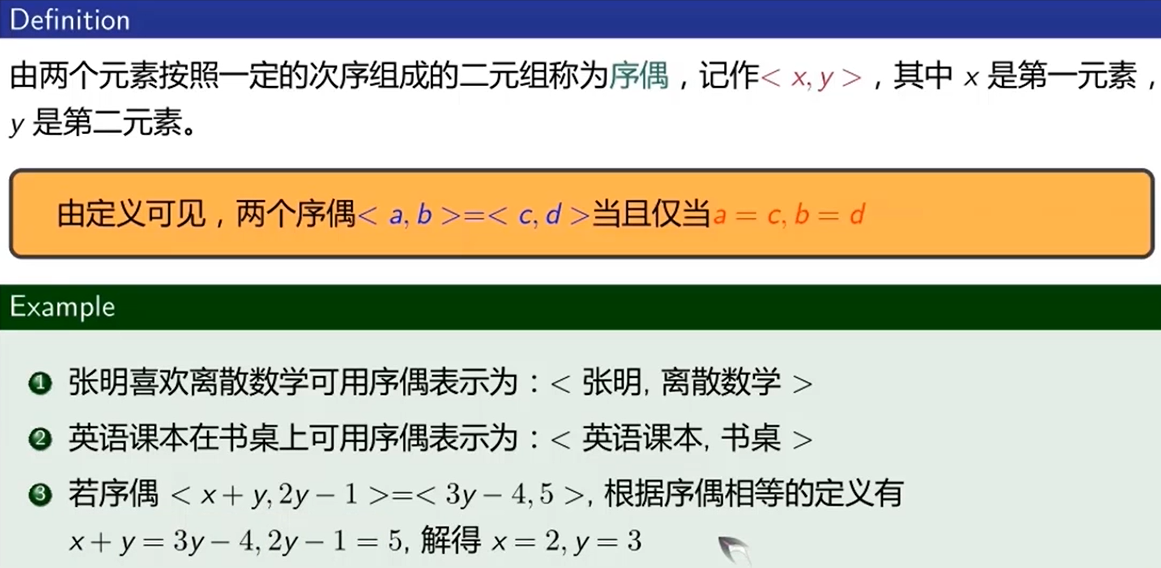 Definition
由两个元素按照一定的次序组成的二元组称为序偶，记作< x, y >，其中 x 是第一元素，
y 是第二元素。
由定义可见，两个序偶< a, b >=< c, d >当且仅当a = c, b = d
Example
1 张明喜欢离散数学可用序偶表示为：< 张明, 离散数学 >
2 英语课本在书桌上可用序偶表示为：< 英语课本, 书桌 >
3 若序偶 < x + y, 2y − 1 >=< 3y − 4, 5 >, 根据序偶相等的定义有
x + y = 3y − 4, 2y − 1 = 5, 解得 x = 2, y = 3